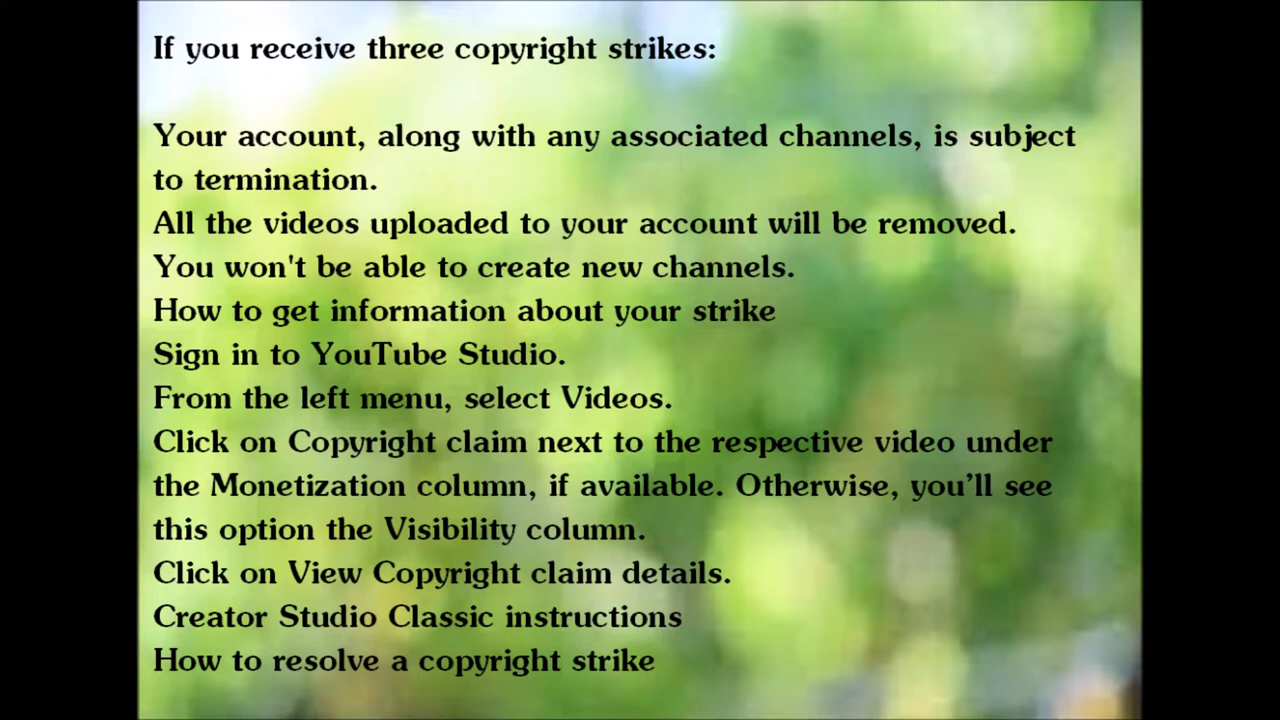 If you receive three copyright strikes:
Your account, along with any associated channels, is subject
to termination.
All the videos uploaded to your account will be removed.
You won't be able to create new channels.
How to get information about your strike
Sign in to YouTube Studio.
From the left menu, select Videos.
Click on Copyright claim next to the respective video under
the Monetization column, if available. Otherwise, you’ll see
this option the Visibility column.
Click on View Copyright claim details.
Creator Studio Classic instructions
How to resolve a copyright strike